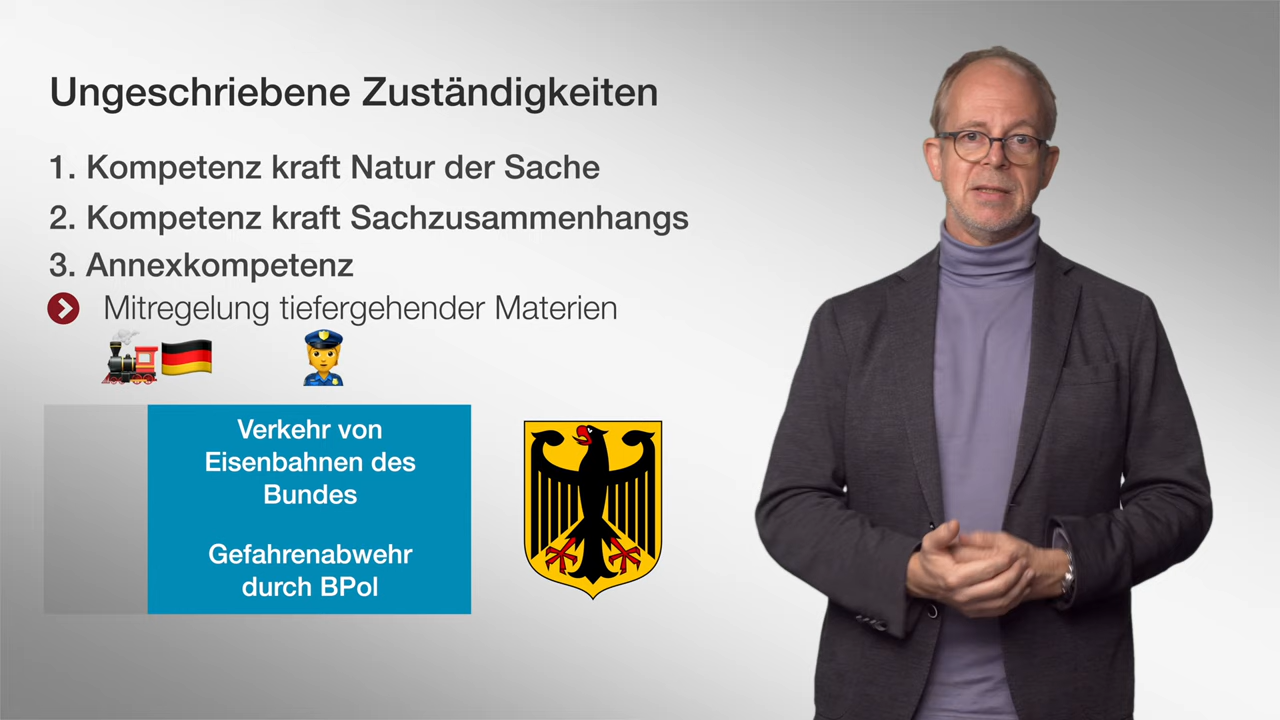 Ungeschriebene Zuständigkeiten
1. Kompetenz kraft Natur der Sache
2. Kompetenz kraft Sachzusammenhangs
3. Annexkompetenz
Mitregelung tiefergehender Materien
Verkehr von
Eisenbahnen des
Bundes
Gefahrenabwehr
durch BPol